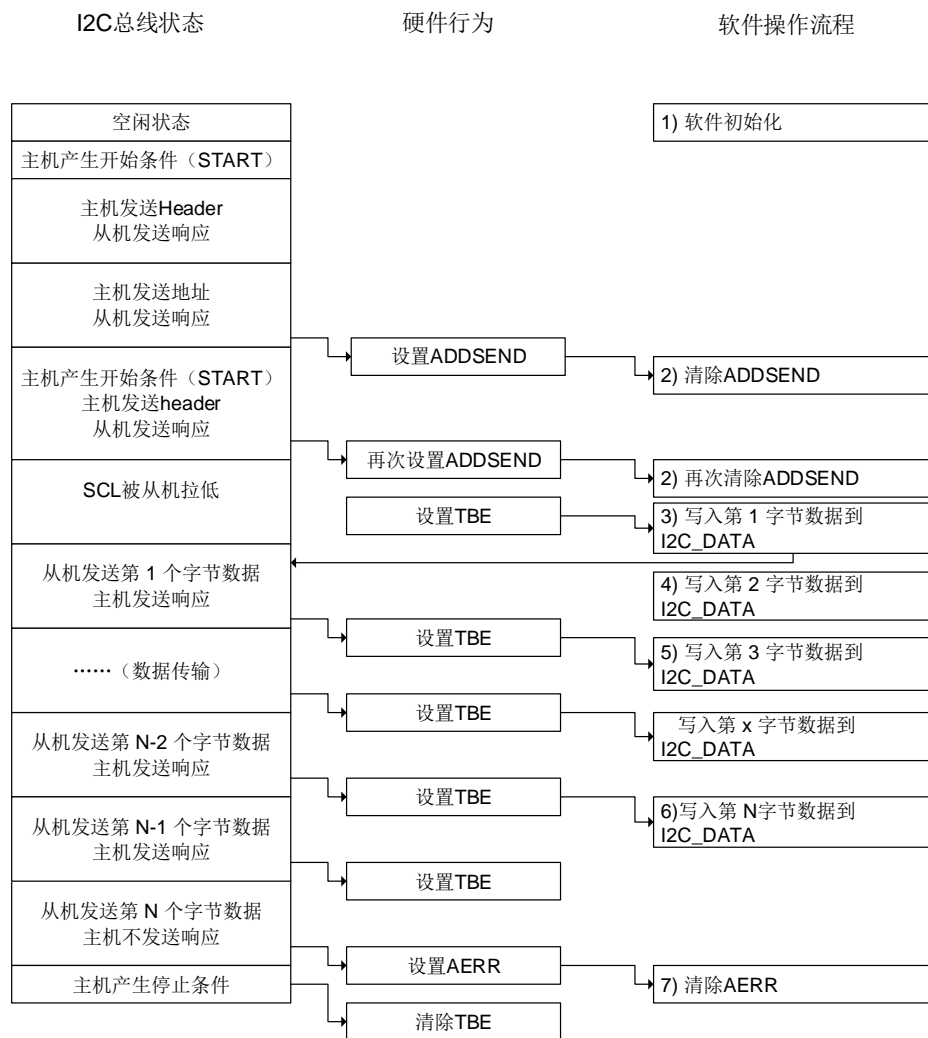 I2C总线状态
硬件行为
软件操作流程
空闲状态
1) 软件初始化
主机产生开始条件（START）
主机发送Header
从机发送响应
主机发送地址
从机发送响应
设置ADDSEND
2) 清除ADDSEND
主机产生开始条件（START）
主机发送header
从机发送响应
再次设置ADDSEND
2) 再次清除ADDSEND
SCL被从机拉低
设置TBE
3) 写入第 1 字节数据到
I2C_DATA
从机发送第 1 个字节数据
主机发送响应
4) 写入第 2 字节数据到
I2C_DATA
设置TBE
5) 写入第 3 字节数据到
I2C_DATA
……（数据传输）
设置TBE
写入第 x 字节数据到
I2C_DATA
从机发送第 N-2 个字节数据
主机发送响应
设置TBE
6)写入第 N字节数据到
I2C_DATA
从机发送第 N-1 个字节数据
主机发送响应
设置TBE
从机发送第 N 个字节数据
主机不发送响应
设置AERR
7) 清除AERR
主机产生停止条件
清除TBE